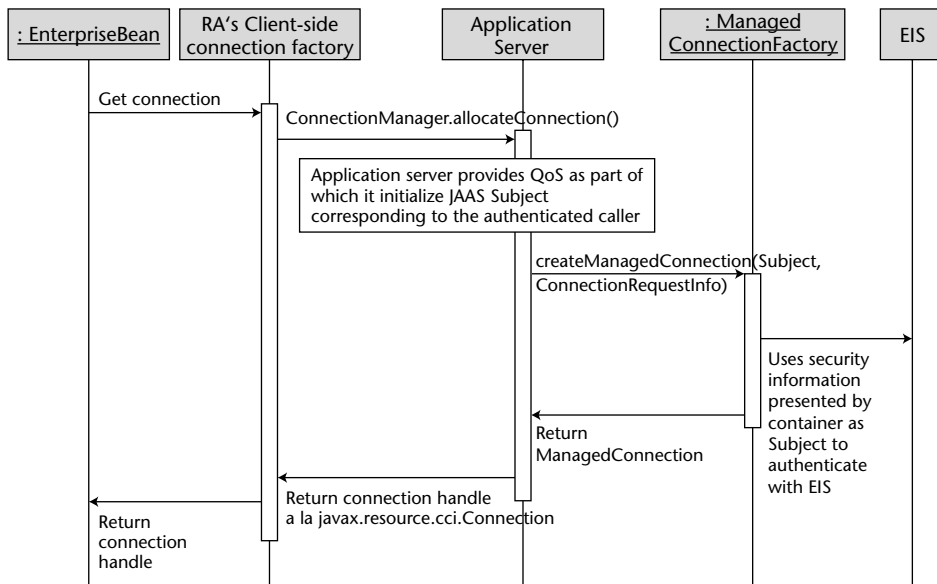 : EnterpriseBean
RA's Client-side
connection factory
Application
Server
: Managed
ConnectionFactory
EIS
Get connection
ConnectionManager.allocateConnection()
Application server provides QoS as part of
which it initialize JAAS Subject
corresponding to the authenticated caller
createManagedConnection(Subject,
ConnectionRequestInfo)
Uses security
information
presented by
container as
Subject to
authenticate
with EIS
Return
ManagedConnection
Return connection handle
a la javax.resource.cci.Connection
Return
connection
handle